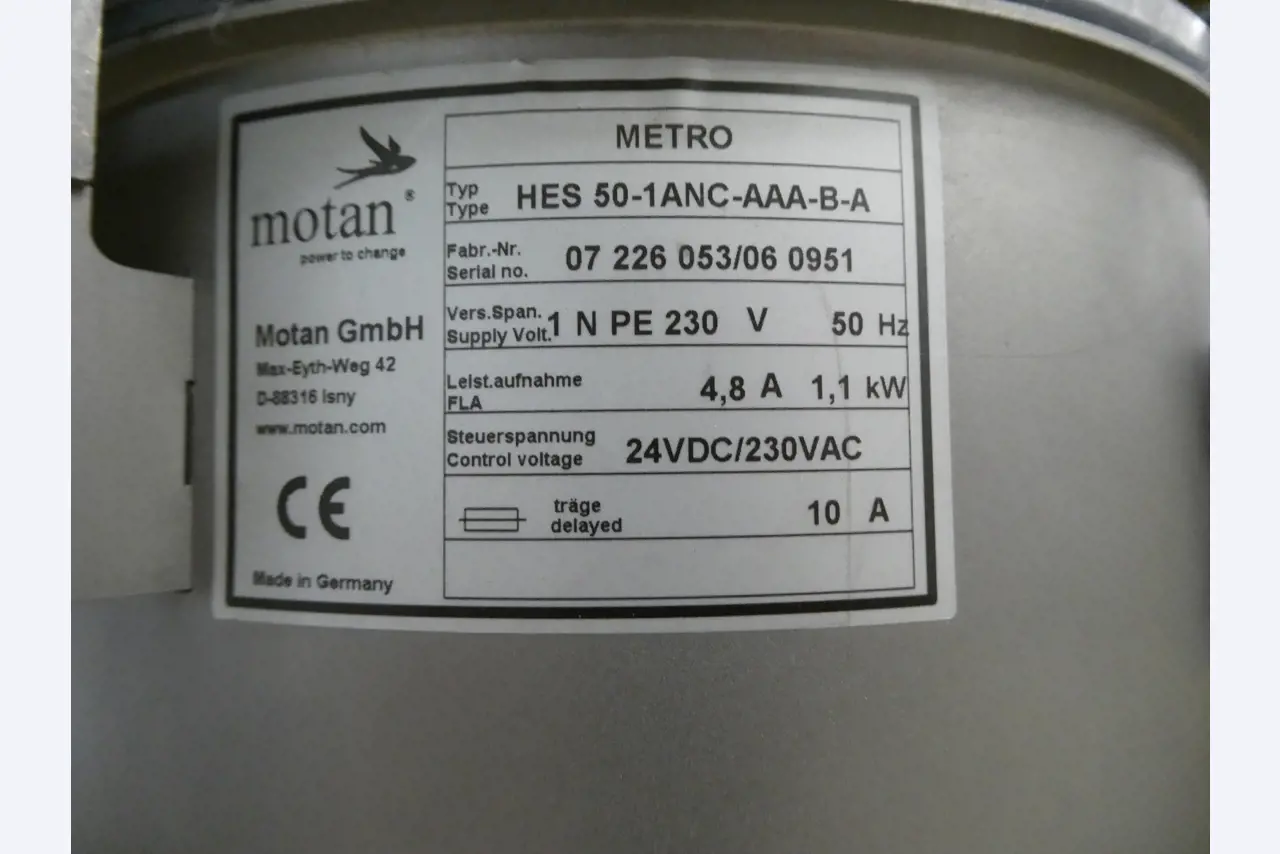 motan®
power to change
Motan GmbH
Max-Eyth-Weg 42
D-88316 Isny
www.motan.com
CE
Made in Germany
METRO
Typ
Type HES 50-1ANC-AAA-B-A
Fabr.-Nr.
Serial no. 07 226 053/06 0951
Vers.Span.
Supply Volt. 1 N PE 230 V 50 Hz
Leist.aufnahme
FLA 4,8 A 1,1 kW
Steuerspannung
Control voltage 24VDC/230VAC
träge
delayed 10 A